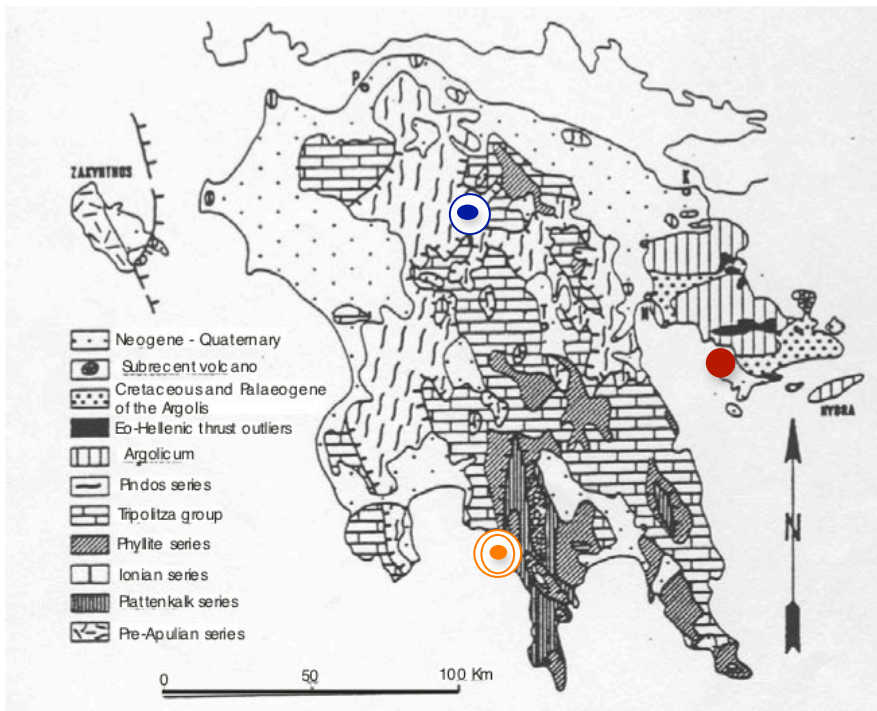 P
ZAKYNTHOS
K
N
T
Neogene - Quaternary
Subrecent volcano
Cretaceous and Palaeogene
of the Argolis
Eo-Hellenic thrust outliers
Argolicum
Pindos series
Tripolitza group
Phyllite series
Ionian series
Plattenkalk series
Pre-Apulian series
HYDRA
N
0 50 100 Km